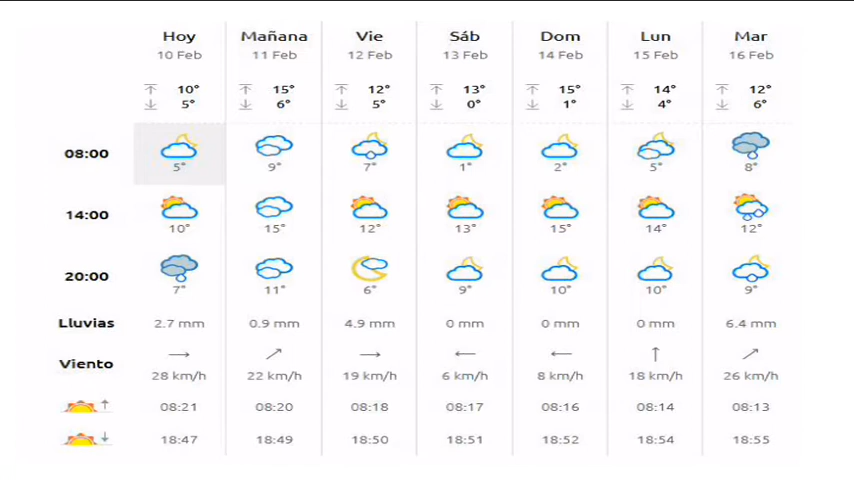 Hoy Mañana Vie Sáb Dom Lun Mar
10 Feb 11 Feb 12 Feb 13 Feb 14 Feb 15 Feb 16 Feb
10° 15° 12° 13° 15° 14° 12°
5° 6° 5° 0° 1° 4° 6°
08:00 5° 9° 7° 1° 2° 5° 8°
14:00 10° 15° 12° 13° 15° 14° 12°
20:00 7° 11° 6° 9° 10° 10° 9°
Lluvias 2.7 mm 0.9 mm 4.9 mm 0 mm 0 mm 0 mm 6.4 mm
Viento 28 km/h 22 km/h 19 km/h 6 km/h 8 km/h 18 km/h 26 km/h
08:21 08:20 08:18 08:17 08:16 08:14 08:13
18:47 18:49 18:50 18:51 18:52 18:54 18:55